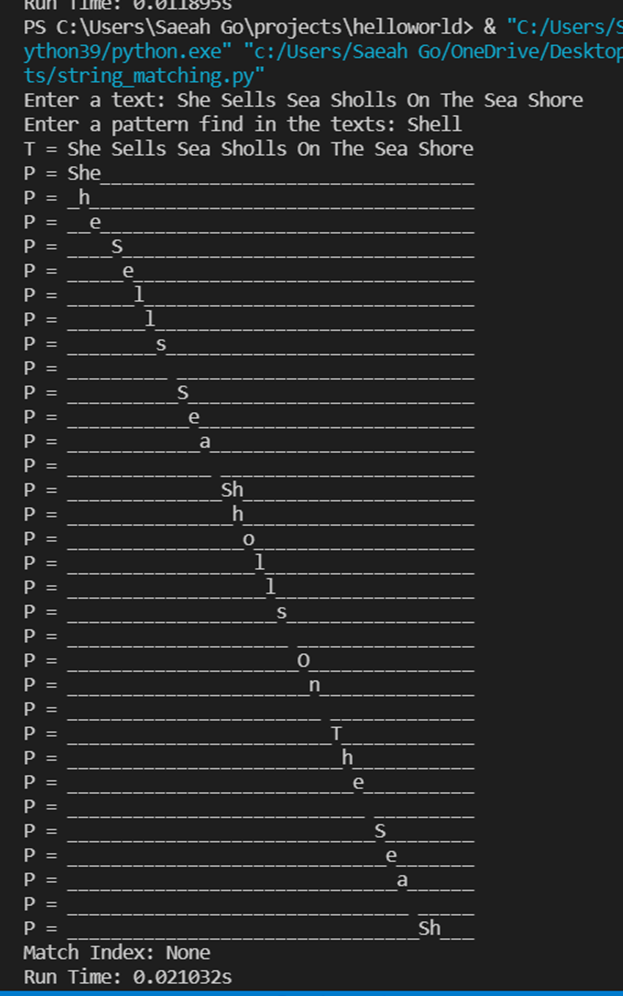 Run Time: 0.011895s
PS C:\Users\Saeah Go\projects\helloworld> & "C:/Users/S
ython39/python.exe" "c:/Users/Saeah Go/OneDrive/Desktop
ts/string_matching.py"
Enter a text: She Sells Sea Sholls On The Sea Shore
Enter a pattern find in the texts: Shell
T = She Sells Sea Sholls On The Sea Shore
P = She__________________________________
P = _h___________________________________
P = __e__________________________________
P = ____S________________________________
P = _____e_______________________________
P = ______l______________________________
P = _______l_____________________________
P = ________s____________________________
P = _________ ___________________________
P = __________S__________________________
P = ___________e_________________________
P = ____________a________________________
P = _____________ _______________________
P = ______________Sh_____________________
P = _______________h_____________________
P = ________________o____________________
P = _________________l___________________
P = __________________l__________________
P = ___________________s_________________
P = ____________________ ________________
P = _____________________O_______________
P = ______________________n______________
P = _______________________ _____________
P = ________________________T____________
P = _________________________h___________
P = __________________________e__________
P = ___________________________ _________
P = ____________________________S________
P = _____________________________e_______
P = ______________________________a______
P = _______________________________ _____
P = ________________________________Sh___
Match Index: None
Run Time: 0.021032s